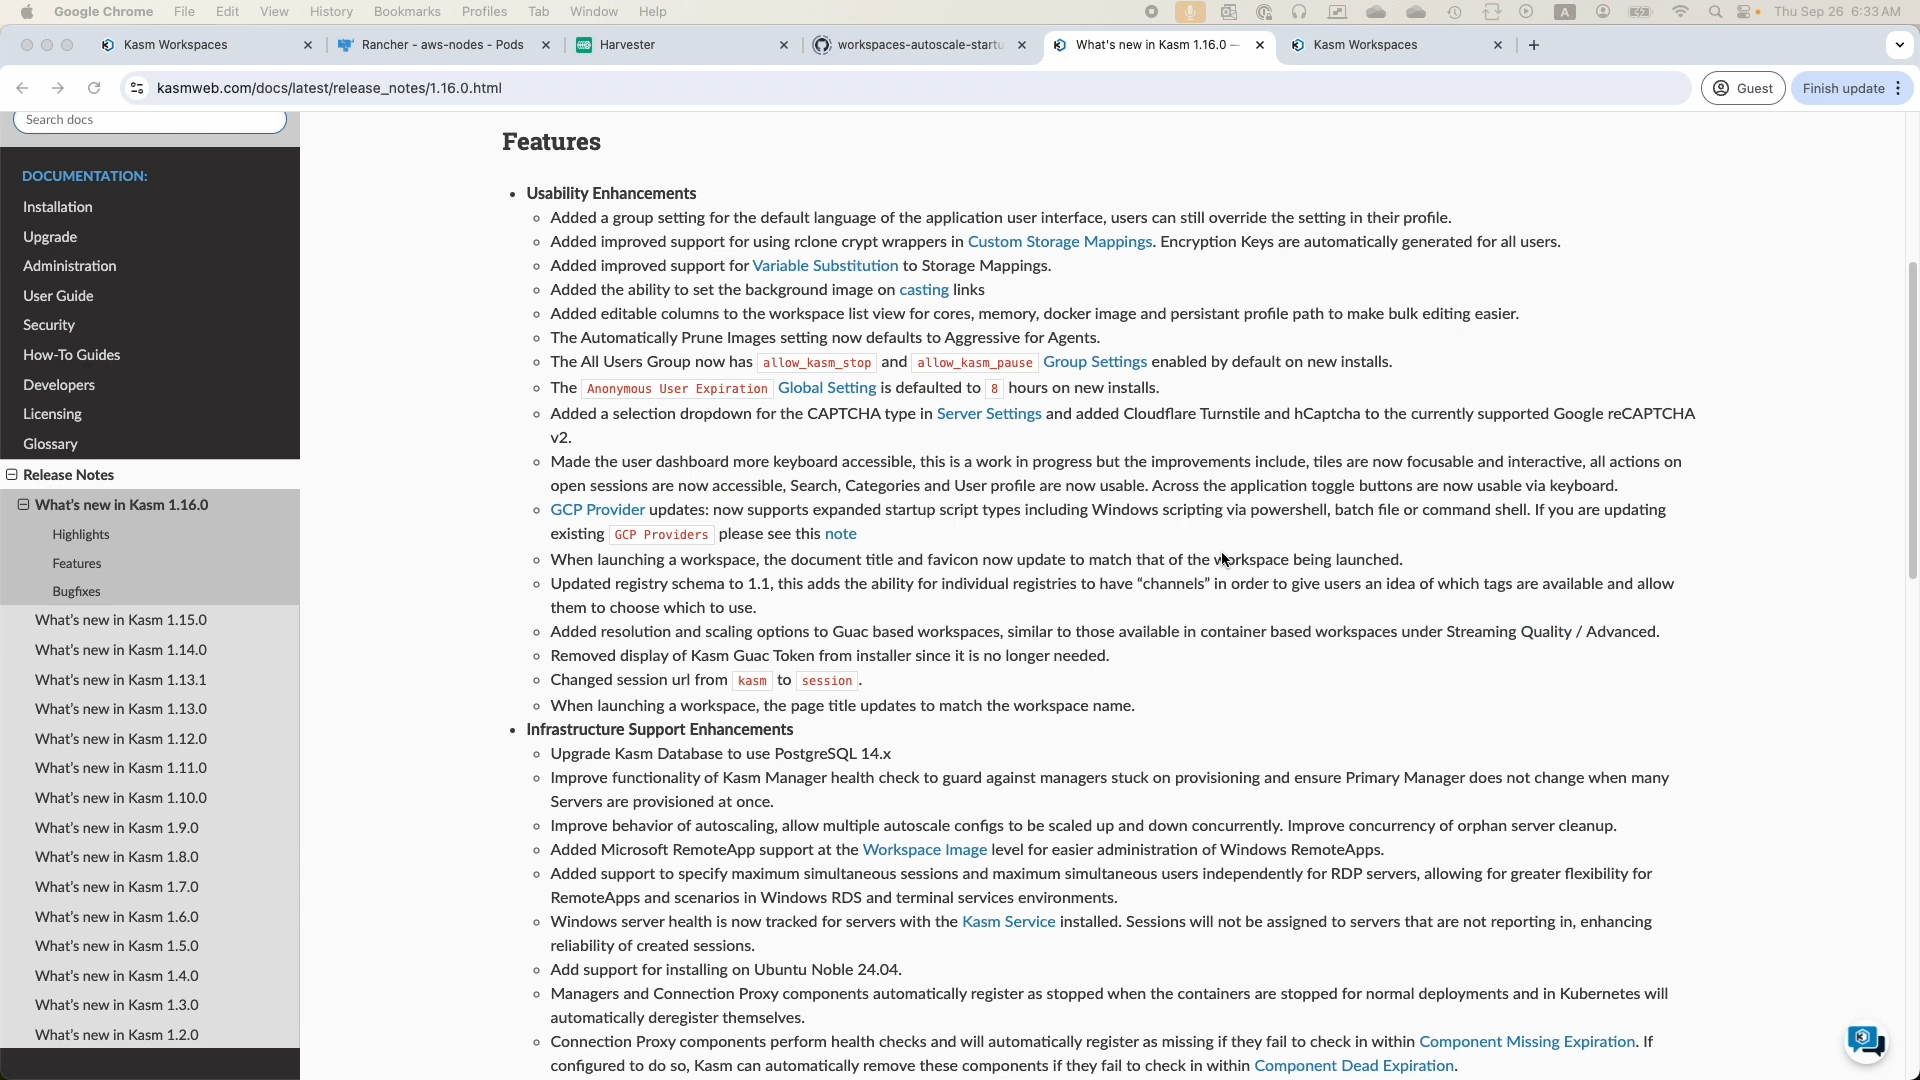 Google Chrome File Edit View History Bookmarks Profiles Tab Window Help A Thu Sep 26 6:33 AM
Kasm Workspaces Rancher - aws-nodes - Pods Harvester workspaces-autoscale-startu What's new in Kasm 1.16.0 — Kasm Workspaces
kasmweb.com/docs/latest/release_notes/1.16.0.html Guest Finish update
Search docs
DOCUMENTATION:
Installation
Upgrade
Administration
User Guide
Security
How-To Guides
Developers
Licensing
Glossary
Release Notes
What's new in Kasm 1.16.0
Highlights
Features
Bugfixes
What's new in Kasm 1.15.0
What's new in Kasm 1.14.0
What's new in Kasm 1.13.1
What's new in Kasm 1.13.0
What's new in Kasm 1.12.0
What's new in Kasm 1.11.0
What's new in Kasm 1.10.0
What's new in Kasm 1.9.0
What's new in Kasm 1.8.0
What's new in Kasm 1.7.0
What's new in Kasm 1.6.0
What's new in Kasm 1.5.0
What's new in Kasm 1.4.0
What's new in Kasm 1.3.0
What's new in Kasm 1.2.0
Features
Usability Enhancements
Added a group setting for the default language of the application user interface, users can still override the setting in their profile.
Added improved support for using rclone crypt wrappers in Custom Storage Mappings. Encryption Keys are automatically generated for all users.
Added improved support for Variable Substitution to Storage Mappings.
Added the ability to set the background image on casting links
Added editable columns to the workspace list view for cores, memory, docker image and persistant profile path to make bulk editing easier.
The Automatically Prune Images setting now defaults to Aggressive for Agents.
The All Users Group now has allow_kasm_stop and allow_kasm_pause Group Settings enabled by default on new installs.
The Anonymous User Expiration Global Setting is defaulted to 8 hours on new installs.
Added a selection dropdown for the CAPTCHA type in Server Settings and added Cloudflare Turnstile and hCaptcha to the currently supported Google reCAPTCHA
v2.
Made the user dashboard more keyboard accessible, this is a work in progress but the improvements include, tiles are now focusable and interactive, all actions on
open sessions are now accessible, Search, Categories and User profile are now usable. Across the application toggle buttons are now usable via keyboard.
GCP Provider updates: now supports expanded startup script types including Windows scripting via powershell, batch file or command shell. If you are updating
existing GCP Providers please see this note
When launching a workspace, the document title and favicon now update to match that of the workspace being launched.
Updated registry schema to 1.1, this adds the ability for individual registries to have “channels” in order to give users an idea of which tags are available and allow
them to choose which to use.
Added resolution and scaling options to Guac based workspaces, similar to those available in container based workspaces under Streaming Quality / Advanced.
Removed display of Kasm Guac Token from installer since it is no longer needed.
Changed session url from kasm to session.
When launching a workspace, the page title updates to match the workspace name.
Infrastructure Support Enhancements
Upgrade Kasm Database to use PostgreSQL 14.x
Improve functionality of Kasm Manager health check to guard against managers stuck on provisioning and ensure Primary Manager does not change when many
Servers are provisioned at once.
Improve behavior of autoscaling, allow multiple autoscale configs to be scaled up and down concurrently. Improve concurrency of orphan server cleanup.
Added Microsoft RemoteApp support at the Workspace Image level for easier administration of Windows RemoteApps.
Added support to specify maximum simultaneous sessions and maximum simultaneous users independently for RDP servers, allowing for greater flexibility for
RemoteApps and scenarios in Windows RDS and terminal services environments.
Windows server health is now tracked for servers with the Kasm Service installed. Sessions will not be assigned to servers that are not reporting in, enhancing
reliability of created sessions.
Add support for installing on Ubuntu Noble 24.04.
Managers and Connection Proxy components automatically register as stopped when the containers are stopped for normal deployments and in Kubernetes will
automatically deregister themselves.
Connection Proxy components perform health checks and will automatically register as missing if they fail to check in within Component Missing Expiration. If
configured to do so, Kasm can automatically remove these components if they fail to check in within Component Dead Expiration.